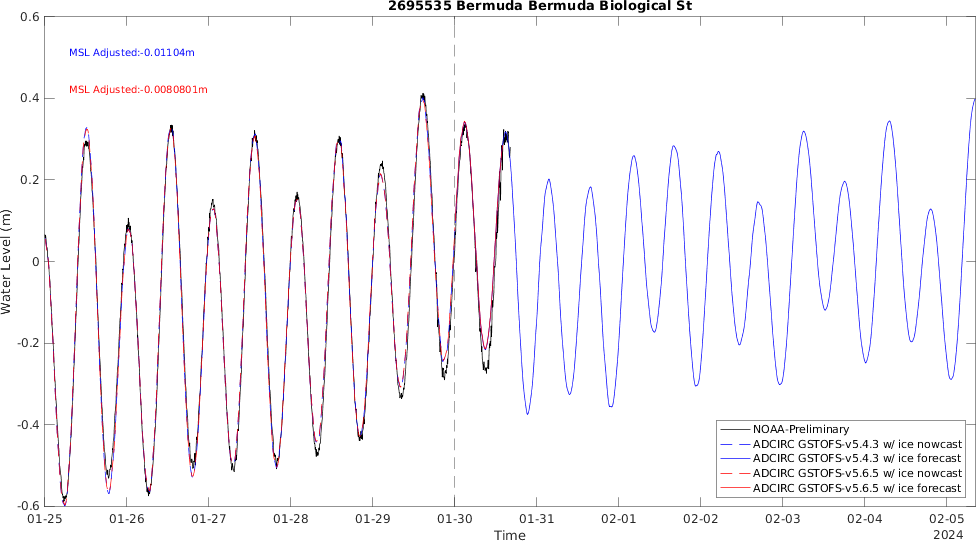 2695535 Bermuda Bermuda Biological St
0.6
MSL Adjusted:-0.01104m
MSL Adjusted:-0.0080801m
0.4
0.2
0
-0.2
-0.4
-0.6
Water Level (m)
NOAA-Preliminary
ADCIRC GSTOFS-v5.4.3 w/ ice nowcast
ADCIRC GSTOFS-v5.4.3 w/ ice forecast
ADCIRC GSTOFS-v5.6.5 w/ ice nowcast
ADCIRC GSTOFS-v5.6.5 w/ ice forecast
01-25 01-26 01-27 01-28 01-29 01-30 01-31 02-01 02-02 02-03 02-04 02-05
Time
2024